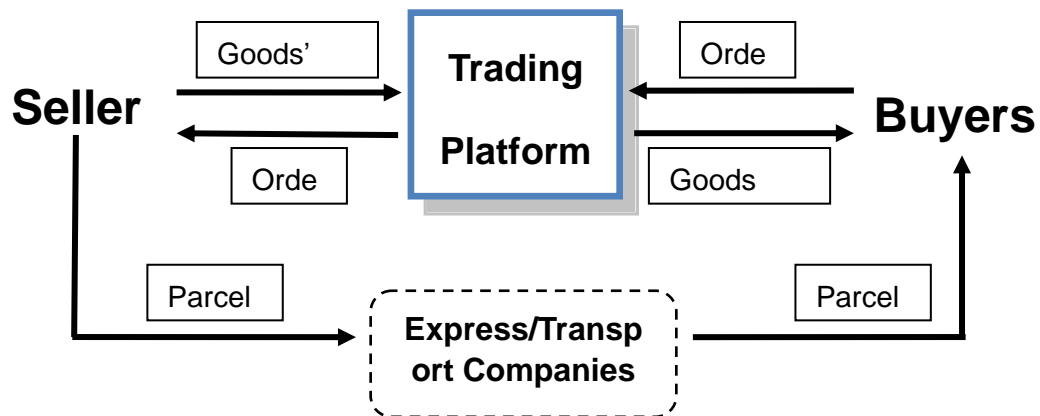 Goods’
Trading
Orde
Seller
Buyers
Platform
Orde
Goods
Parcel
Parcel
Express/Transp
ort Companies